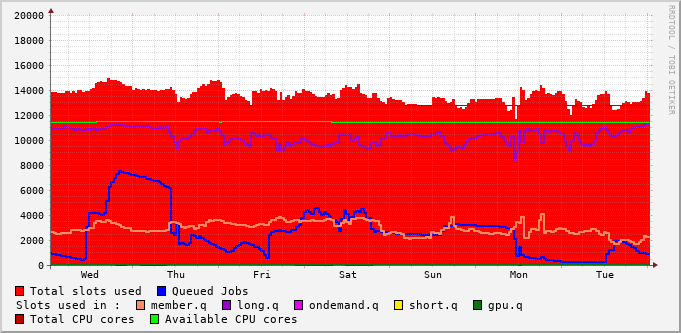 RRDTOOL / TOBI OETIKER
20000
18000
16000
14000
12000
10000
8000
6000
4000
2000
0
Wed Thu Fri Sat Sun Mon Tue
Total slots used Queued Jobs
Slots used in : member.q long.q ondemand.q short.q gpu.q
Total CPU cores Available CPU cores